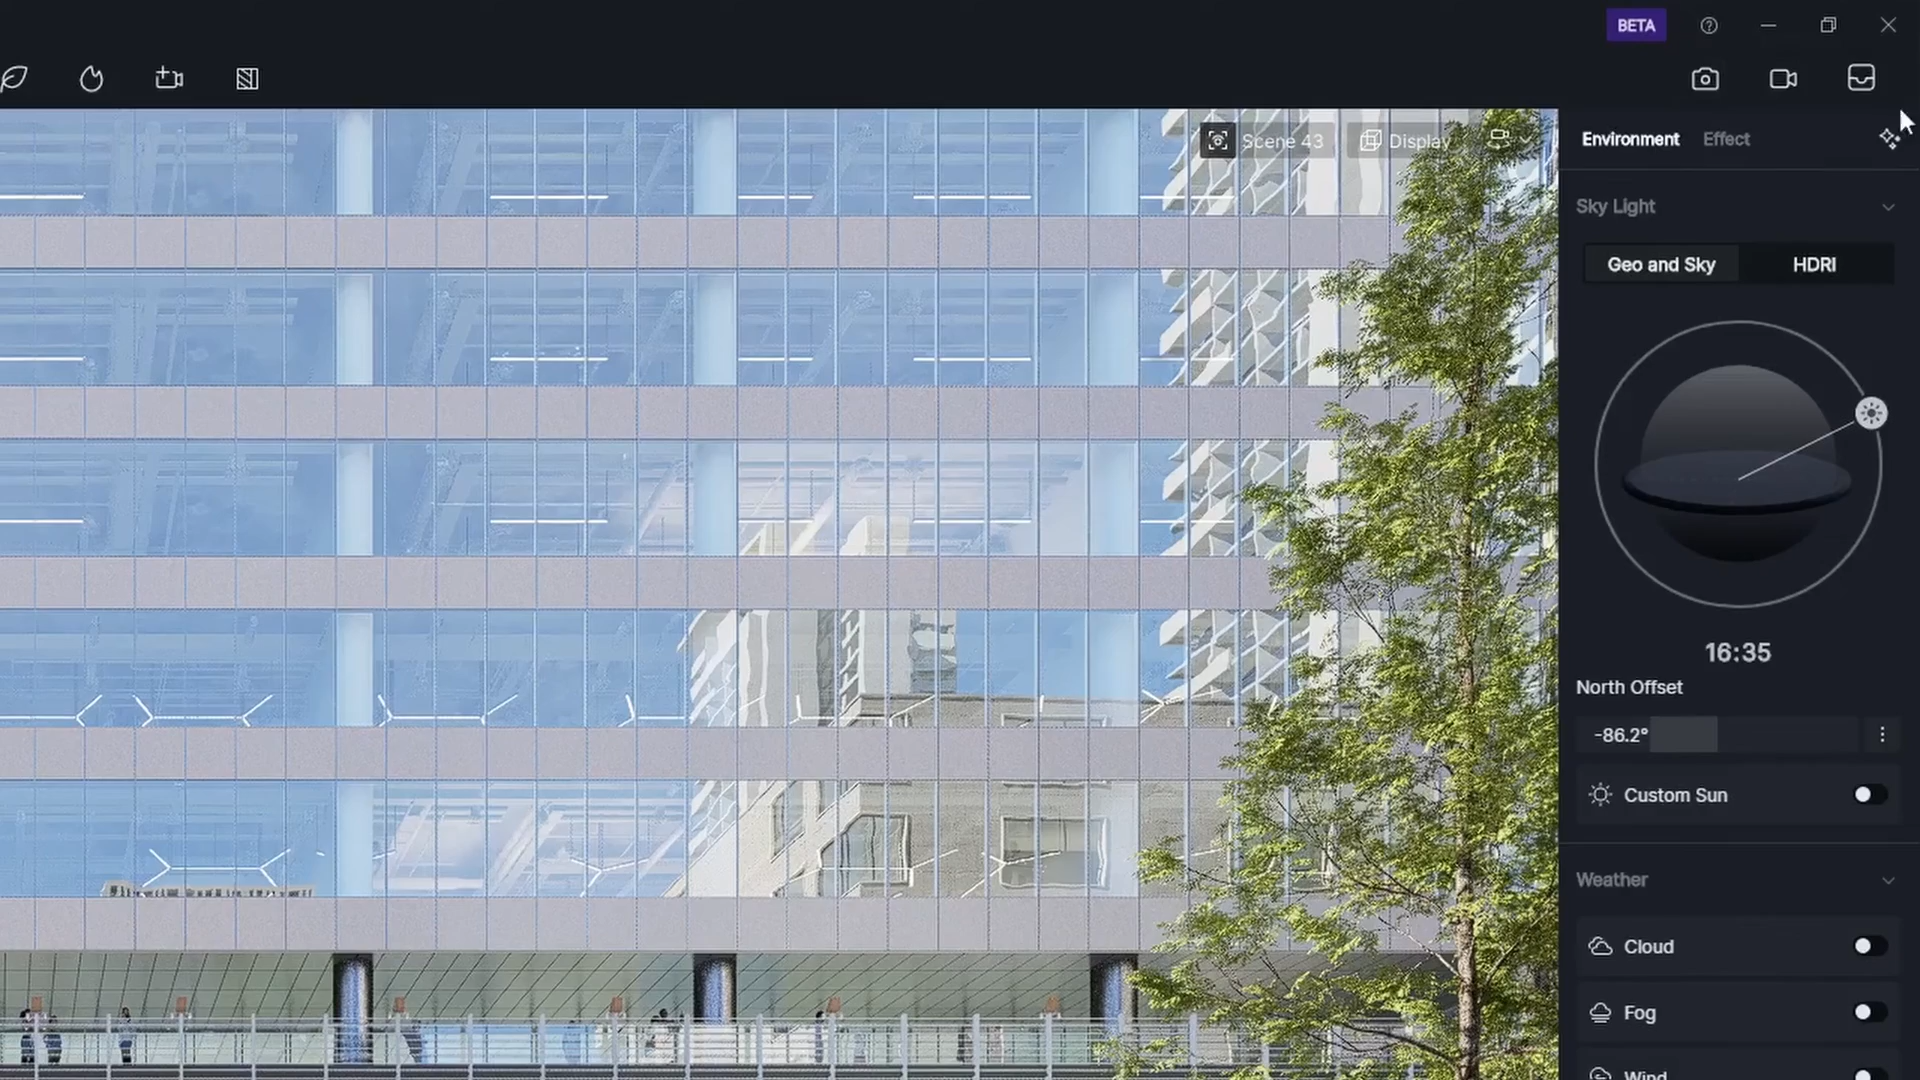 BETA
Scene 43
Display
Environment
Effect
Sky Light
Geo and Sky
HDRI
16:35
North Offset
-86.2°
Custom Sun
Weather
Cloud
Fog
Wind